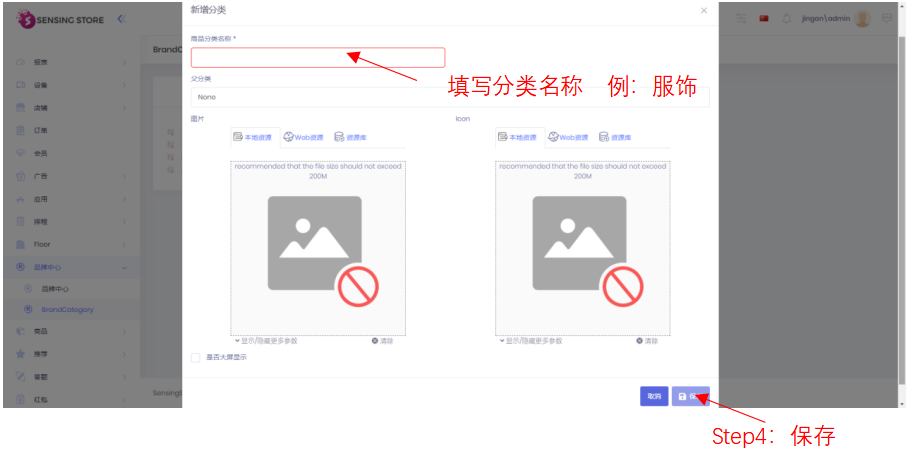 SENSING STORE
新增分类
jingan\admin
商品分类名称 *
填写分类名称 例：服饰
父分类
None
图片
Icon
本地资源 Web资源 资源库
本地资源 Web资源 资源库
recommended that the file size should not exceed
200M
recommended that the file size should not exceed
200M
显示/隐藏更多参数 清除
显示/隐藏更多参数 清除
是否大屏显示
取消
Step4：保存
BrandC
报表
设备
店铺
订单
会员
广告
应用
排程
Floor
品牌中心
品牌中心
BrandCategory
商品
推荐
答题
红包
SensingS